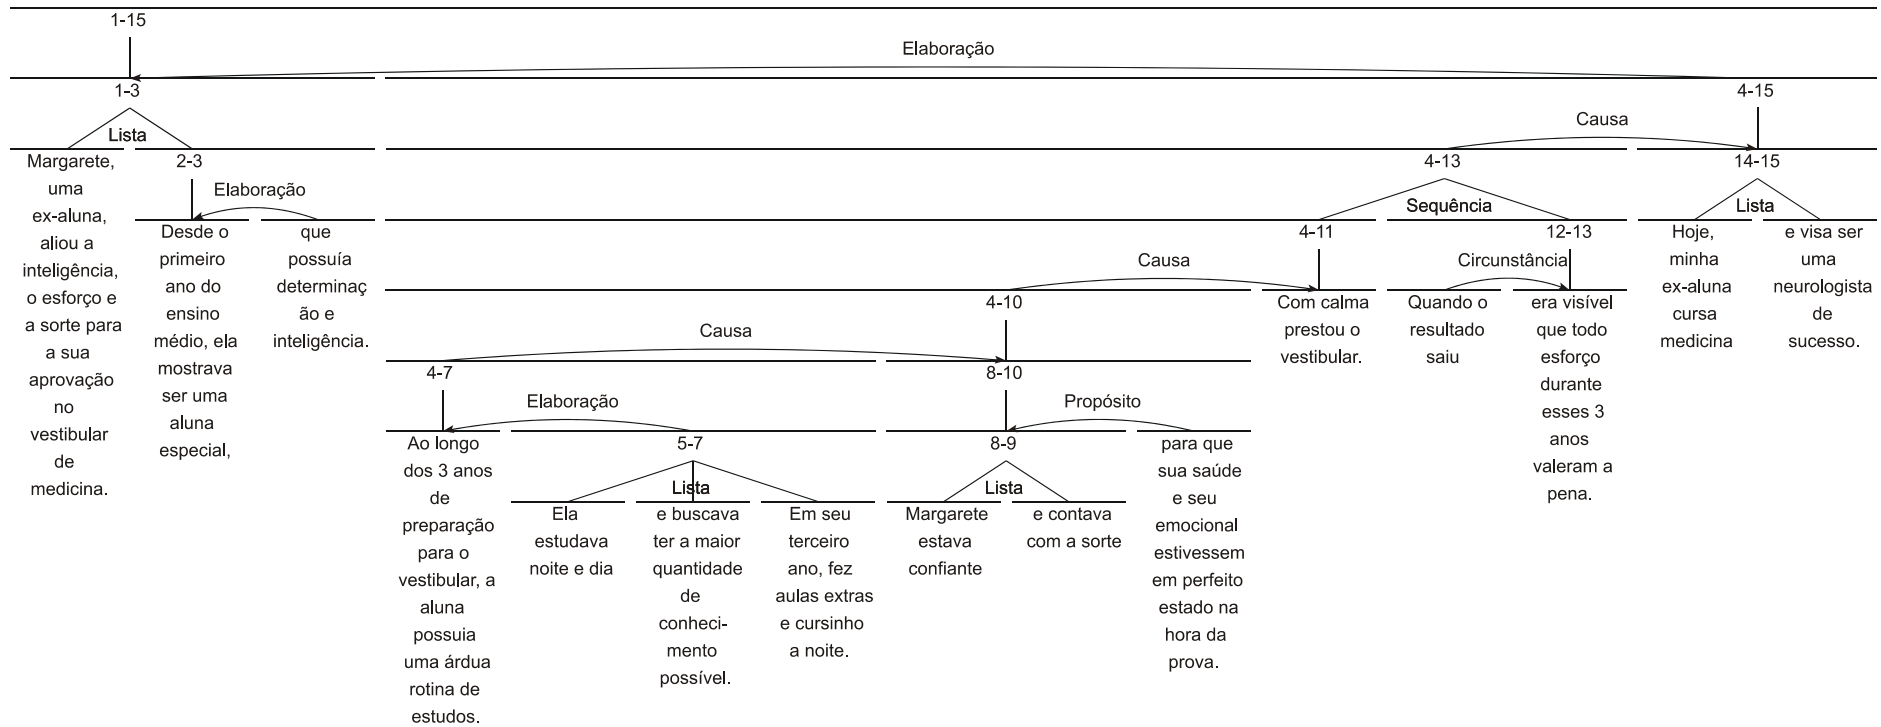 1-15
Elaboração
1-3
4-15
Lista
Causa
Margarete,
uma
ex-aluna,
aliou a
inteligência,
o esforço e
a sorte para
a sua
aprovação
no
vestibular
de
medicina.
2-3
Elaboração
Desde o
primeiro
ano do
ensino
médio, ela
mostrava
ser uma
aluna
especial,
que
possuía
determinaç
ão e
inteligência.
4-13
14-15
Sequência
Lista
4-11
12-13
Causa
Circunstância
4-10
Causa
4-7
8-10
Elaboração
Propósito
Ao longo
dos 3 anos
de
preparação
para o
vestibular, a
aluna
possuia
uma árdua
rotina de
estudos.
5-7
Lista
Ela
estudava
noite e dia
e buscava
ter a maior
quantidade
de
conheci-
mento
possível.
Em seu
terceiro
ano, fez
aulas extras
e cursinho
a noite.
8-9
Lista
Margarete
estava
confiante
e contava
com a sorte
para que
sua saúde
e seu
emocional
estivessem
em perfeito
estado na
hora da
prova.
Com calma
prestou o
vestibular.
Quando o
resultado
saiu
era visível
que todo
esforço
durante
esses 3
anos
valeram a
pena.
Hoje,
minha
ex-aluna
cursa
medicina
e visa ser
uma
neurologista
de
sucesso.